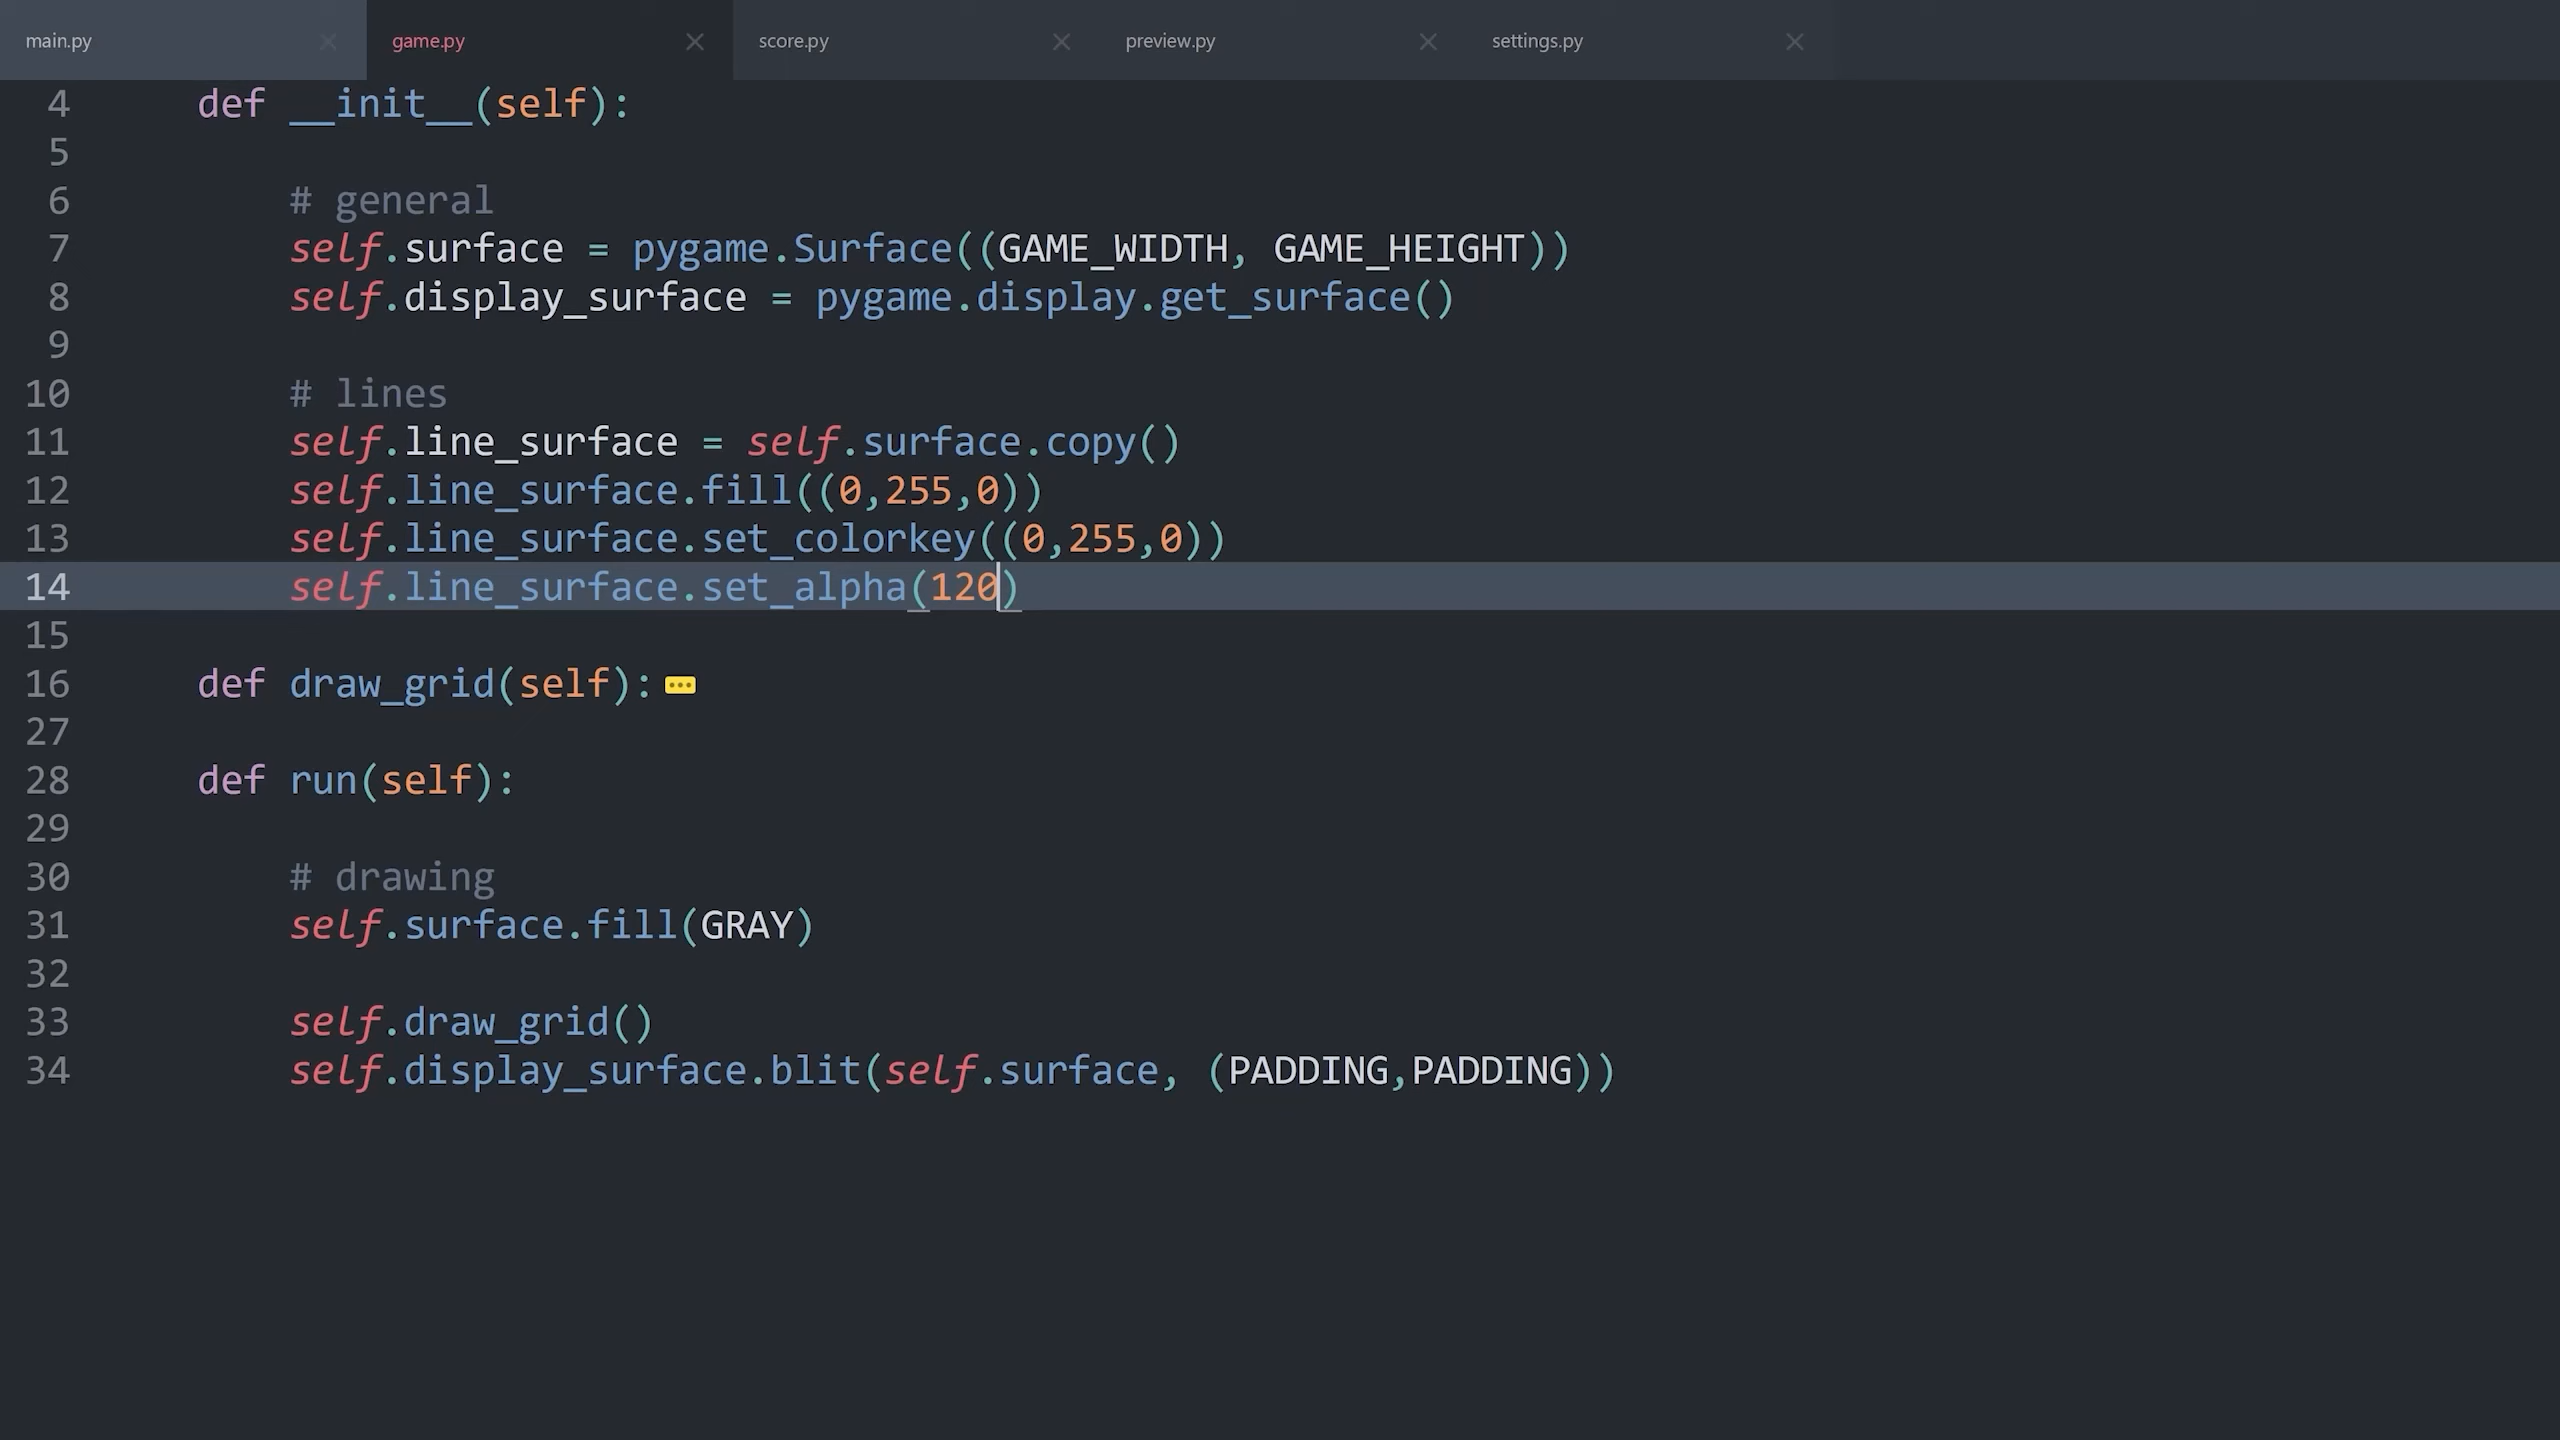 main.py game.py score.py preview.py settings.py
4 def __init__(self):
5
6 # general
7 self.surface = pygame.Surface((GAME_WIDTH, GAME_HEIGHT))
8 self.display_surface = pygame.display.get_surface()
9
10 # lines
11 self.line_surface = self.surface.copy()
12 self.line_surface.fill((0,255,0))
13 self.line_surface.set_colorkey((0,255,0))
14 self.line_surface.set_alpha(120)
15
16 def draw_grid(self):
27
28 def run(self):
29
30 # drawing
31 self.surface.fill(GRAY)
32
33 self.draw_grid()
34 self.display_surface.blit(self.surface, (PADDING,PADDING))